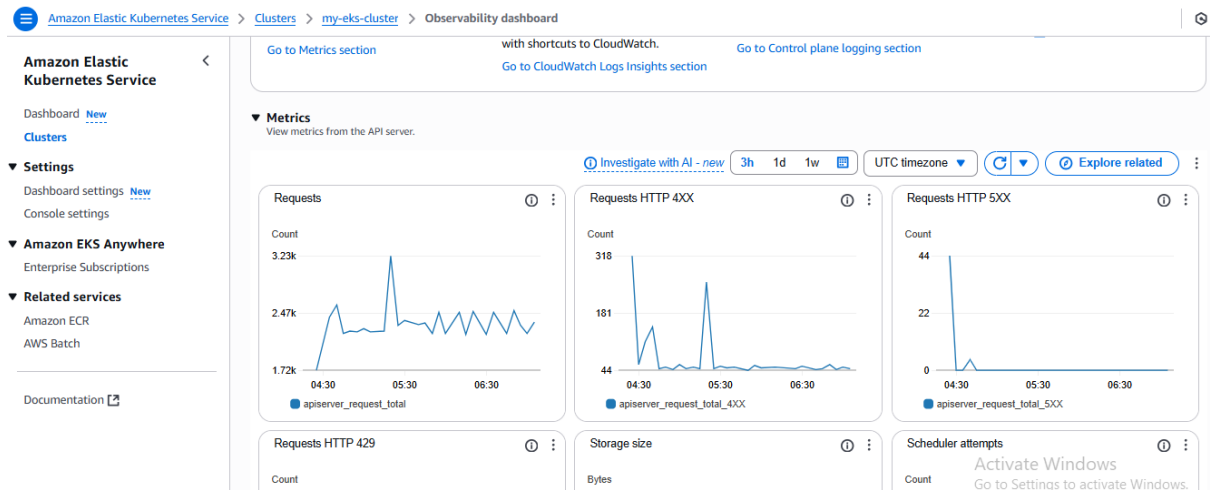 Amazon Elastic Kubernetes Service > Clusters > my-eks-cluster > Observability dashboard
Amazon Elastic
Kubernetes Service
Dashboard New
Clusters
Settings
Dashboard settings New
Console settings
Amazon EKS Anywhere
Enterprise Subscriptions
Related services
Amazon ECR
AWS Batch
Documentation
Go to Metrics section
with shortcuts to CloudWatch.
Go to CloudWatch Logs Insights section
Go to Control plane logging section
Metrics
View metrics from the API server.
Investigate with AI - new
3h 1d 1w
UTC timezone
Explore related
Requests
Count
3.23k
2.47k
1.72k
04:30 05:30 06:30
apiserver_request_total
Requests HTTP 4XX
Count
318
181
44
04:30 05:30 06:30
apiserver_request_total_4XX
Requests HTTP 5XX
Count
44
22
0
04:30 05:30 06:30
apiserver_request_total_5XX
Requests HTTP 429
Count
Storage size
Bytes
Scheduler attempts
Count
Activate Windows
Go to Settings to activate Windows.